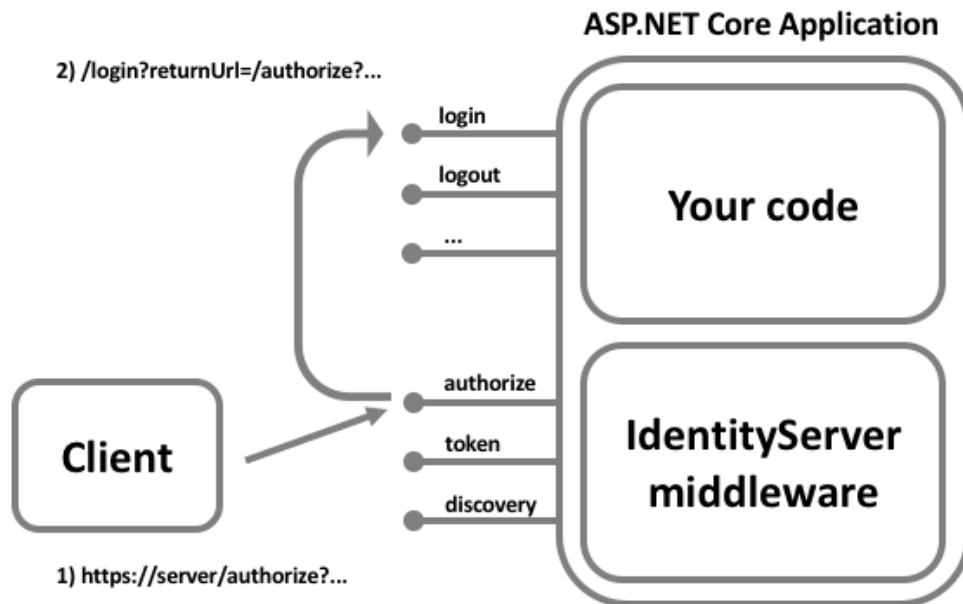 ASP.NET Core Application
2) /login?returnUrl=/authorize?...
login
logout
...
Your code
authorize
token
discovery
IdentityServer
middleware
Client
1) https://server/authorize?...